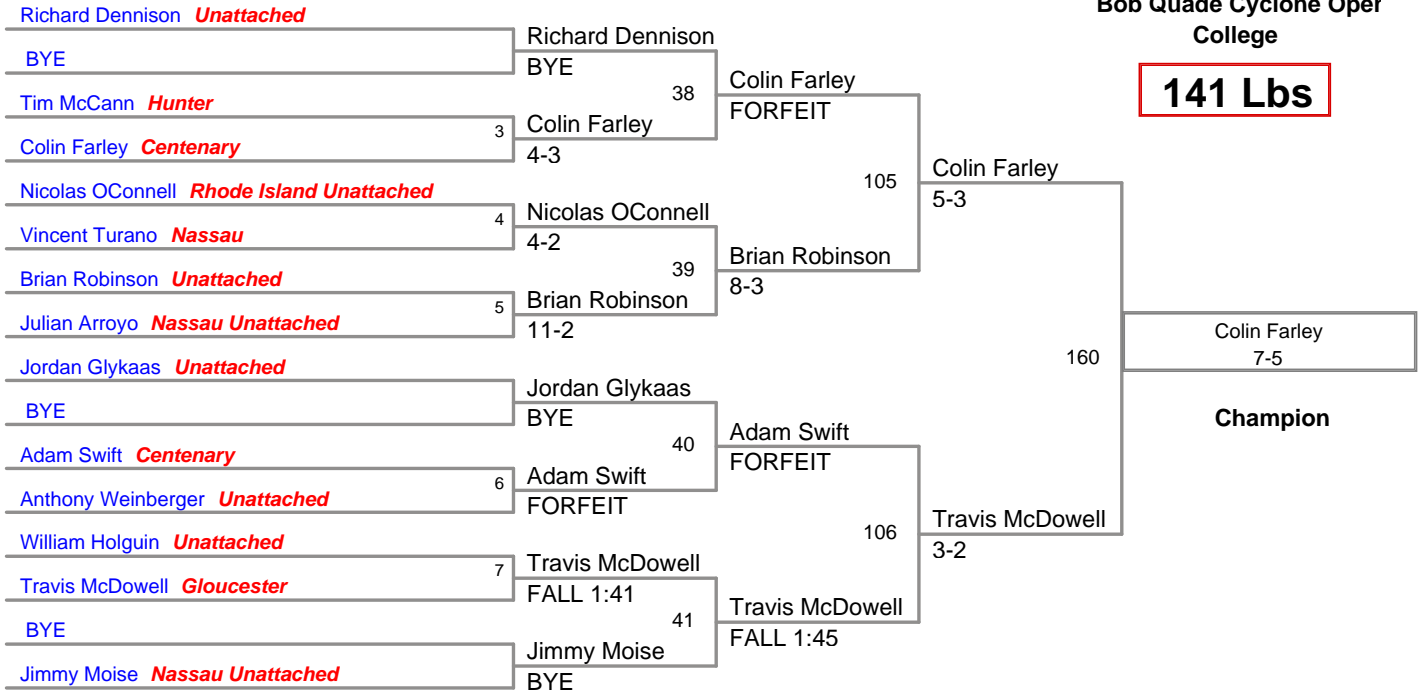 Bob Quade Cyclone Oper
College
141 Lbs
Richard Dennison Unattached
BYE
Tim McCann Hunter
Colin Farley Centenary
Nicolas OConnell Rhode Island Unattached
Vincent Turano Nassau
Brian Robinson Unattached
Julian Arroyo Nassau Unattached
Jordan Glykaas Unattached
BYE
Adam Swift Centenary
Anthony Weinberger Unattached
William Holguin Unattached
Travis McDowell Gloucester
BYE
Jimmy Moise Nassau Unattached
3
4
5
6
7
Richard Dennison
BYE
Colin Farley
4-3
Nicolas OConnell
4-2
Brian Robinson
11-2
Jordan Glykaas
BYE
Adam Swift
FORFEIT
Travis McDowell
FALL 1:41
Jimmy Moise
BYE
38
39
40
41
Colin Farley
FORFEIT
Brian Robinson
8-3
Adam Swift
FORFEIT
Travis McDowell
FALL 1:45
105
106
Colin Farley
5-3
Travis McDowell
3-2
160
Colin Farley
7-5
Champion